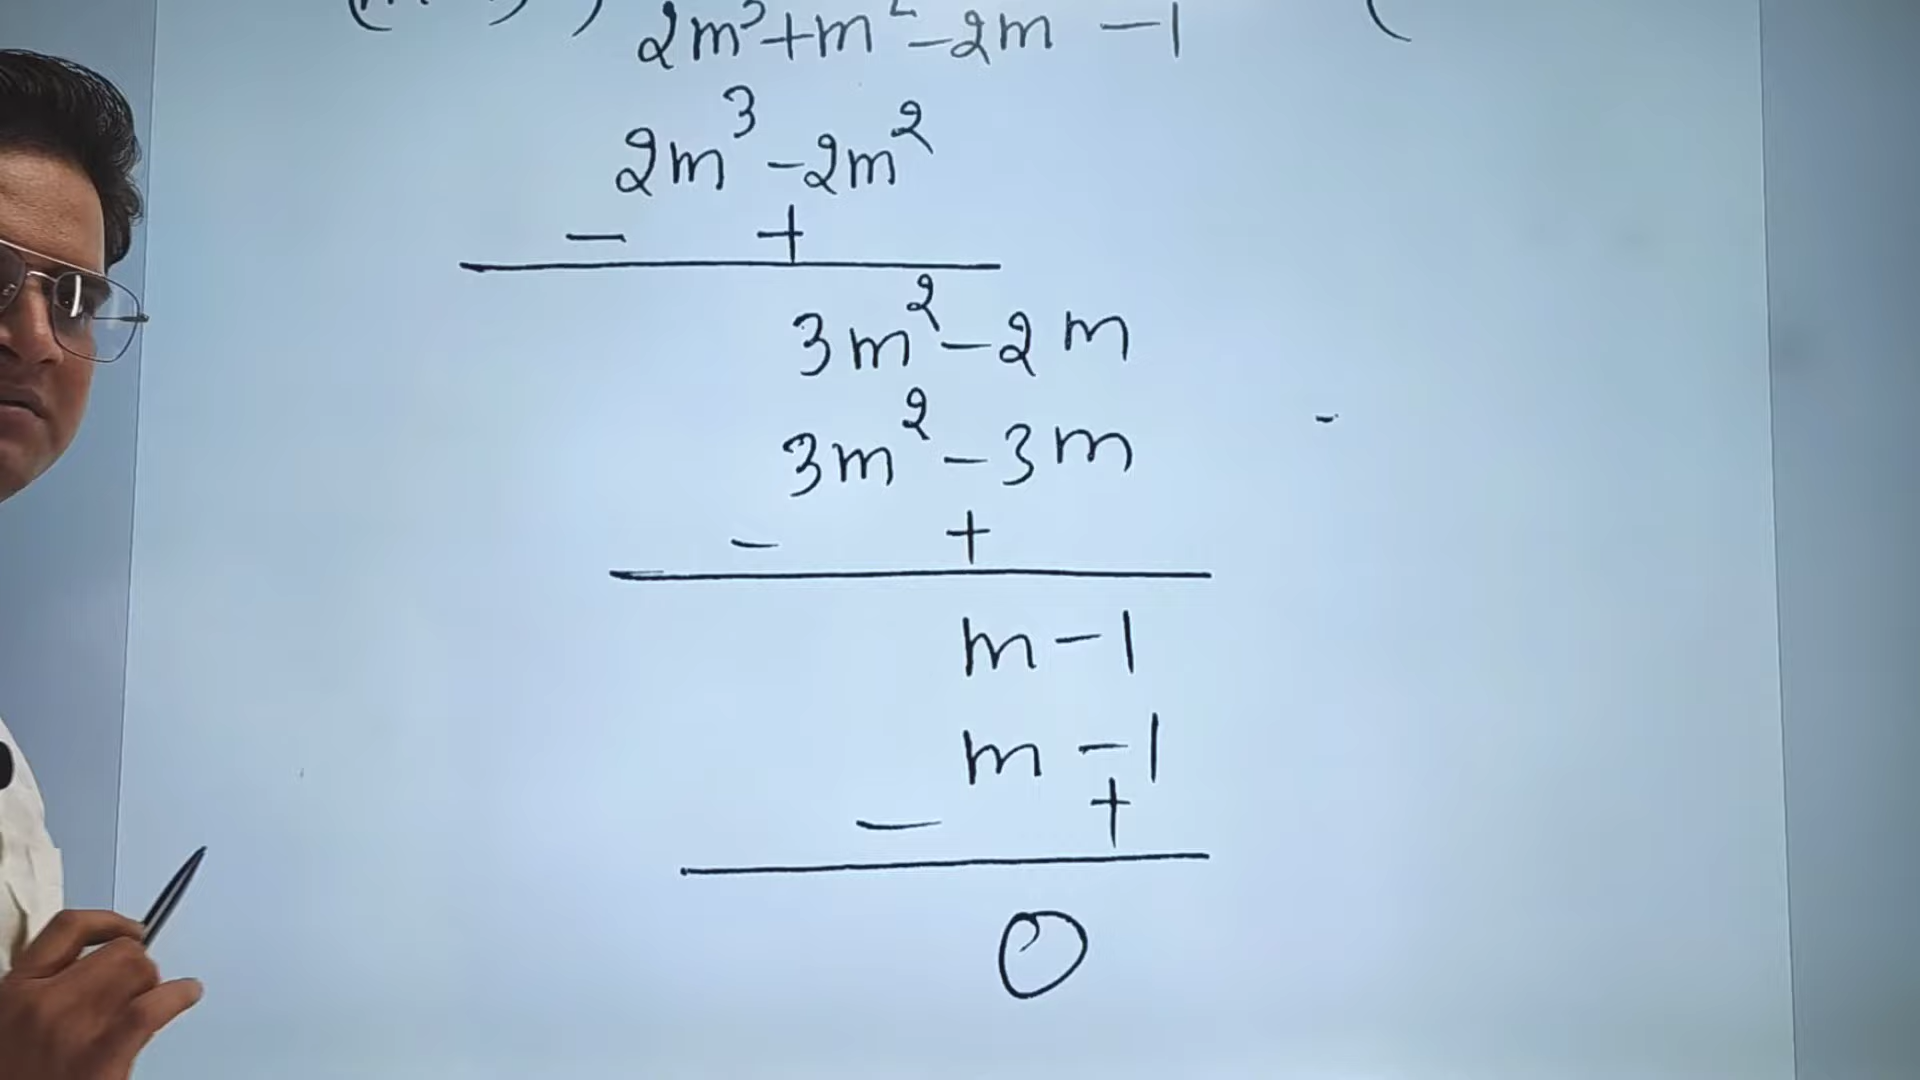 ) 2m³+m²-2m -1 (
2m³ -2m²
- +
3m²-2m
3m²-3m
- +
m-1
m -1
- +
0